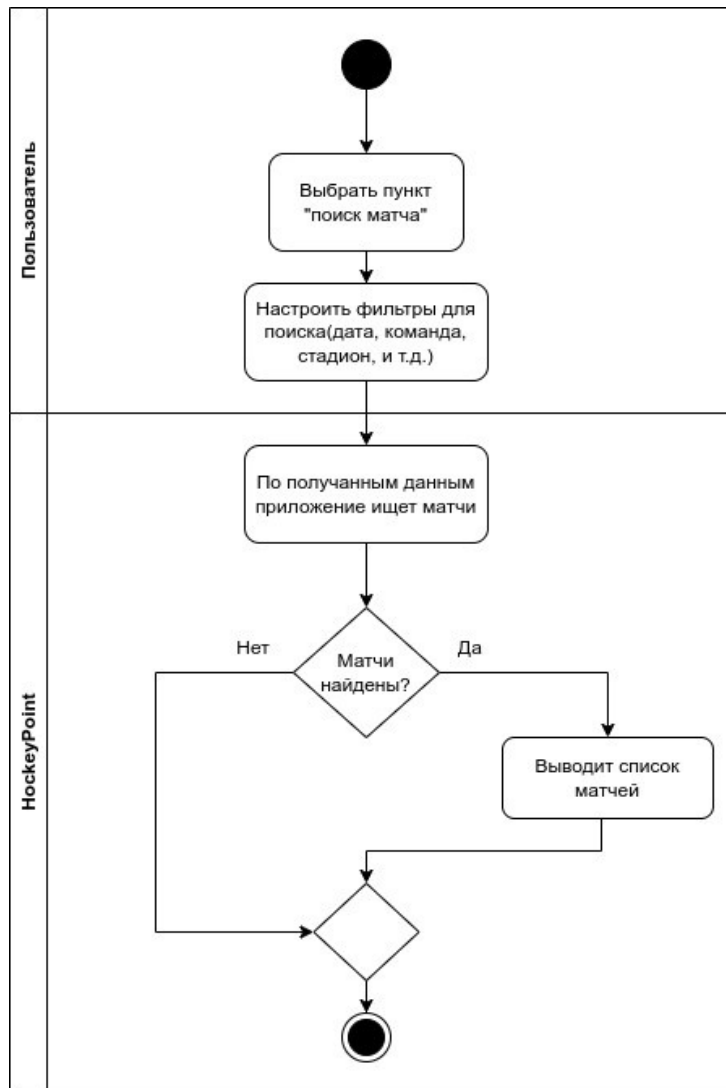 Пользователь
Выбрать пункт
"поиск матча"
Настроить фильтры для
поиска(дата, команда,
стадион, и т.д.)
HockeyPoint
По получанным данным
приложение ищет матчи
Нет
Матчи
найдены?
Да
Выводит список
матчей